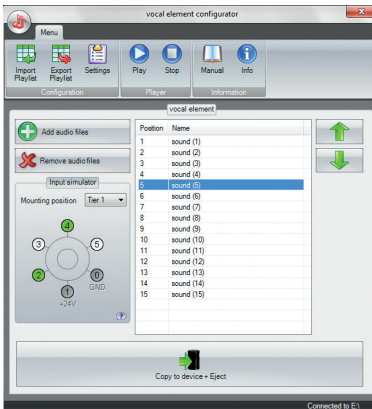 vocal element configurator
x
Menu
Import Playlist
Export Playlist
Settings
Play
Stop
Manual
Info
Configuration
Player
Information
vocal element
Add audio files
Remove audio files
Input simulator
Mounting position Tier 1
4
3
5
2
0
GND
1
+24V
?
Position Name
1 sound (1)
2 sound (2)
3 sound (3)
4 sound (4)
5 sound (5)
6 sound (6)
7 sound (7)
8 sound (8)
9 sound (9)
10 sound (10)
11 sound (11)
12 sound (12)
13 sound (13)
14 sound (14)
15 sound (15)
Copy to device + Eject
Connected to E:\